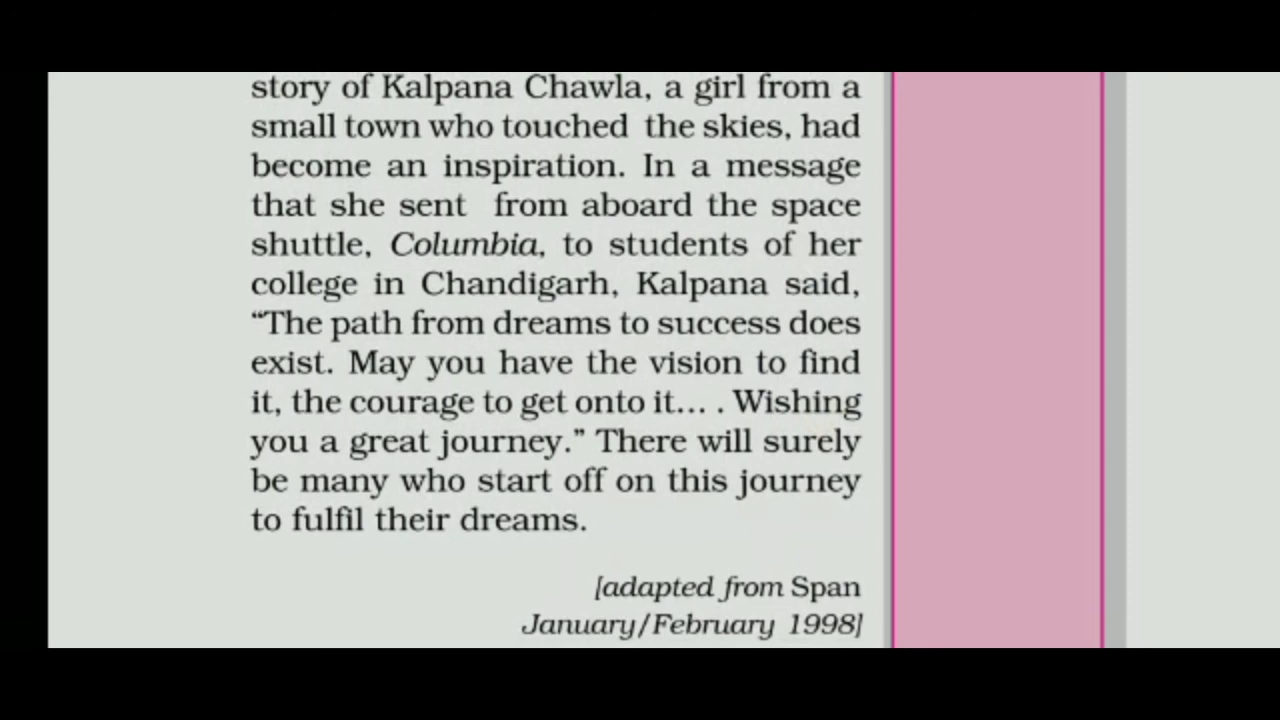 story of Kalpana Chawla, a girl from a
small town who touched the skies, had
become an inspiration. In a message
that she sent from aboard the space
shuttle, Columbia, to students of her
college in Chandigarh, Kalpana said,
“The path from dreams to success does
exist. May you have the vision to find
it, the courage to get onto it... . Wishing
you a great journey.” There will surely
be many who start off on this journey
to fulfil their dreams.
[adapted from Span
January/February 1998]